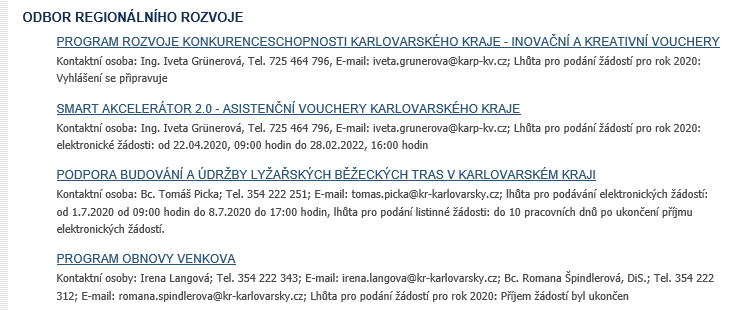 ODBOR REGIONÁLNÍHO ROZVOJE
PROGRAM ROZVOJE KONKURENCESCHOPNOSTI KARLOVARSKÉHO KRAJE - INOVAČNÍ A KREATIVNÍ VOUCHERY
Kontaktní osoba: Ing. Iveta Grünerová, Tel. 725 464 796, E-mail: iveta.grunerova@karp-kv.cz; Lhůta pro podání žádostí pro rok 2020:
Vyhlášení se připravuje
SMART AKCELERÁTOR 2.0 - ASISTENČNÍ VOUCHERY KARLOVARSKÉHO KRAJE
Kontaktní osoba: Ing. Iveta Grünerová, Tel. 725 464 796, E-mail: iveta.grunerova@karp-kv.cz; Lhůta pro podání žádostí pro rok 2020:
elektronické žádosti: od 22.04.2020, 09:00 hodin do 28.02.2022, 16:00 hodin
PODPORA BUDOVÁNÍ A ÚDRŽBY LYŽAŘSKÝCH BĚŽECKÝCH TRAS V KARLOVARSKÉM KRAJI
Kontaktní osoba: Bc. Tomáš Picka; Tel. 354 222 251; E-mail: tomas.picka@kr-karlovarsky.cz; lhůta pro podávání elektronických žádostí:
od 1.7.2020 od 09:00 hodin do 8.7.2020 do 17:00 hodin, lhůta pro podání listinné žádosti: do 10 pracovních dnů po ukončení příjmu
elektronických žádostí.
PROGRAM OBNOVY VENKOVA
Kontaktní osoby: Irena Langová; Tel. 354 222 343; E-mail: irena.langova@kr-karlovarsky.cz; Bc. Romana Špindlerová, DiS.; Tel. 354 222
312; E-mail: romana.spindlerova@kr-karlovarsky.cz; Lhůta pro podání žádostí pro rok 2020: Příjem žádostí byl ukončen